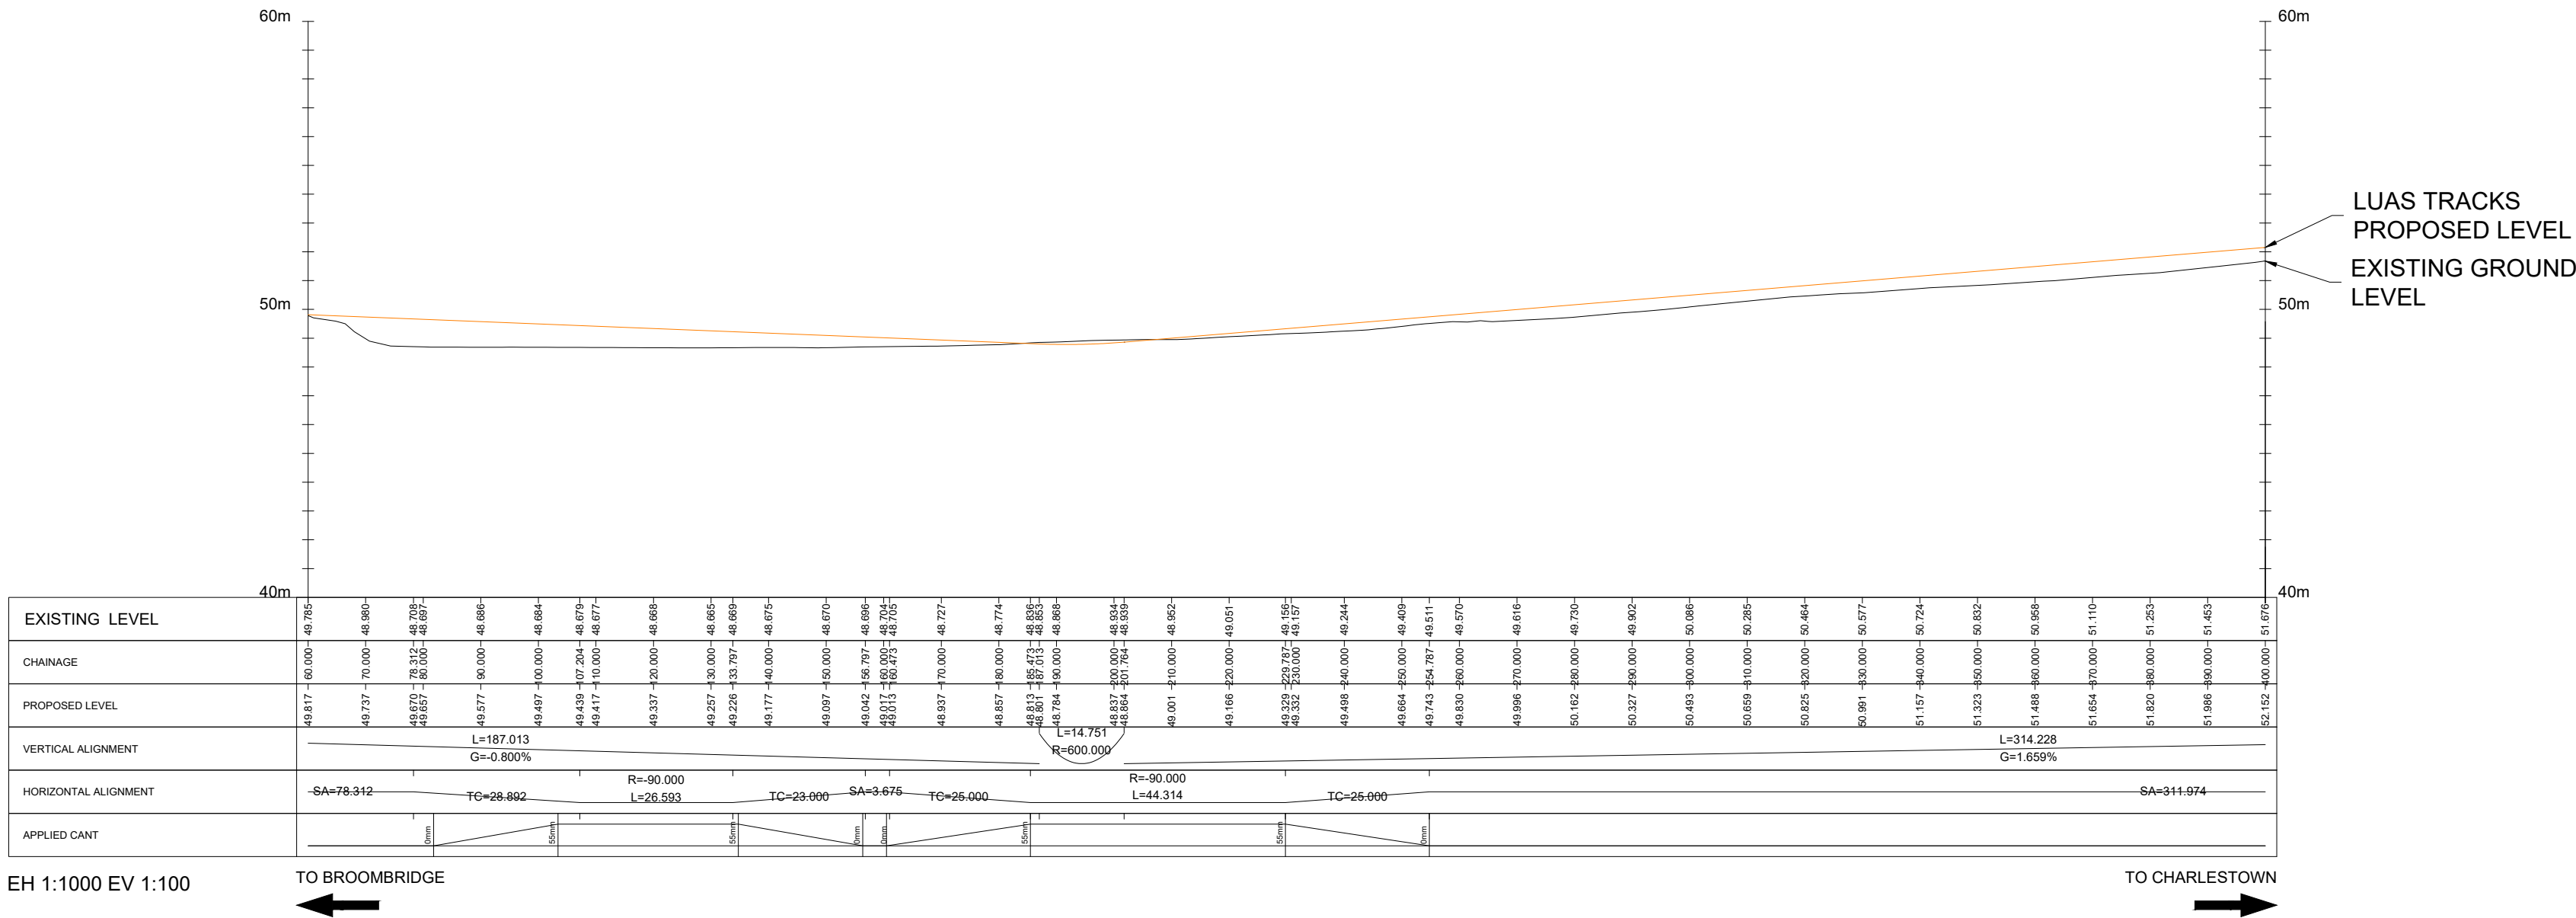 60m
60m
LUAS TRACKS
PROPOSED LEVEL
EXISTING GROUND
LEVEL
50m
50m
40m
40m
EXISTING LEVEL
49.785 48.980 48.708 48.697 48.686 48.684 48.679 48.677 48.668 48.665 48.669 48.675 48.670 48.696 48.704 48.705 48.727 48.774 48.836 48.853 48.868 48.934 48.939 48.952 49.051 49.156 49.157 49.244 49.409 49.511 49.570 49.616 49.730 49.902 50.086 50.285 50.464 50.577 50.724 50.832 50.958 51.110 51.253 51.453 51.676
CHAINAGE
60.000 70.000 78.312 80.000 90.000 100.000 107.204 110.000 120.000 130.000 133.797 140.000 150.000 156.797 160.000 160.473 170.000 180.000 185.473 187.013 190.000 200.000 201.764 210.000 220.000 229.787 230.000 240.000 250.000 254.787 260.000 270.000 280.000 290.000 300.000 310.000 320.000 330.000 340.000 350.000 360.000 370.000 380.000 390.000 400.000
PROPOSED LEVEL
49.817 49.737 49.670 49.657 49.577 49.497 49.439 49.417 49.337 49.257 49.226 49.177 49.097 49.042 49.017 49.013 48.937 48.857 48.813 48.801 48.784 48.837 48.864 49.001 49.166 49.329 49.332 49.498 49.664 49.743 49.830 49.996 50.162 50.327 50.493 50.659 50.825 50.991 51.157 51.323 51.488 51.654 51.820 51.986 52.152
VERTICAL ALIGNMENT
L=187.013
G=-0.800%
L=14.751
R=600.000
L=314.228
G=1.659%
HORIZONTAL ALIGNMENT
SA=78.312
TC=28.892
R=-90.000
L=26.593
TC=23.000
SA=3.675
TC=25.000
R=-90.000
L=44.314
TC=25.000
SA=311.974
APPLIED CANT
0mm 55mm 55mm 0mm 0mm 55mm 55mm 0mm
EH 1:1000 EV 1:100
TO BROOMBRIDGE
TO CHARLESTOWN